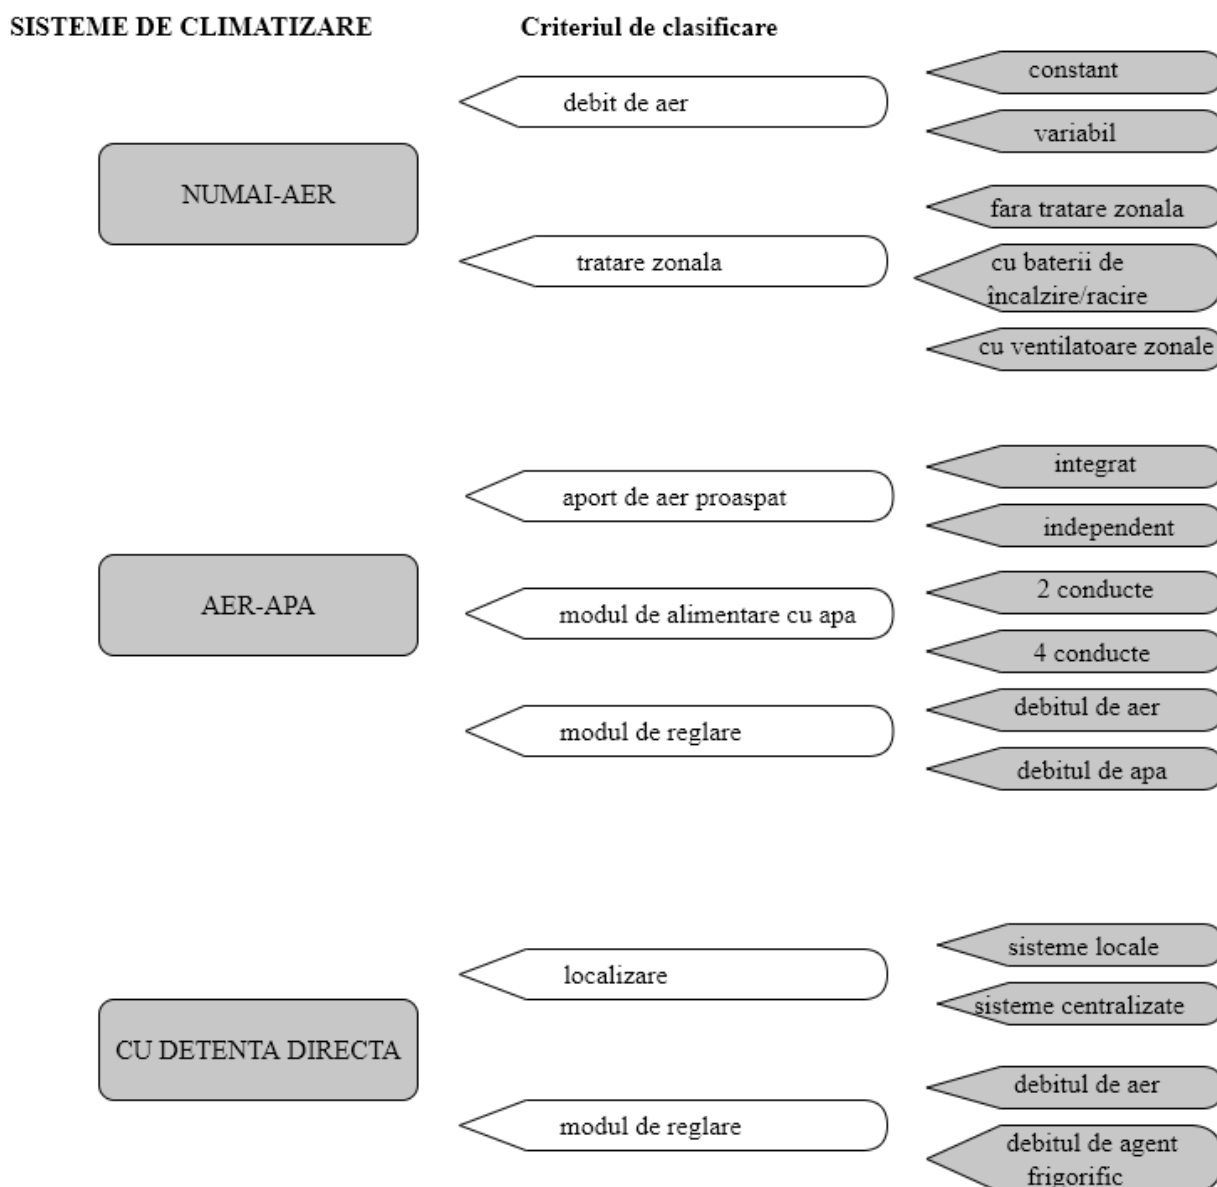 SISTEME DE CLIMATIZARE
Criteriul de clasificare
NUMAI-AER
debit de aer
constant
variabil
tratare zonala
fara tratare zonala
cu baterii de
încalzire/racire
cu ventilatoare zonale
AER-APA
aport de aer proaspat
integrat
independent
modul de alimentare cu apa
2 conducte
4 conducte
modul de reglare
debitul de aer
debitul de apa
CU DETENTA DIRECTA
localizare
sisteme locale
sisteme centralizate
modul de reglare
debitul de aer
debitul de agent
frigorific